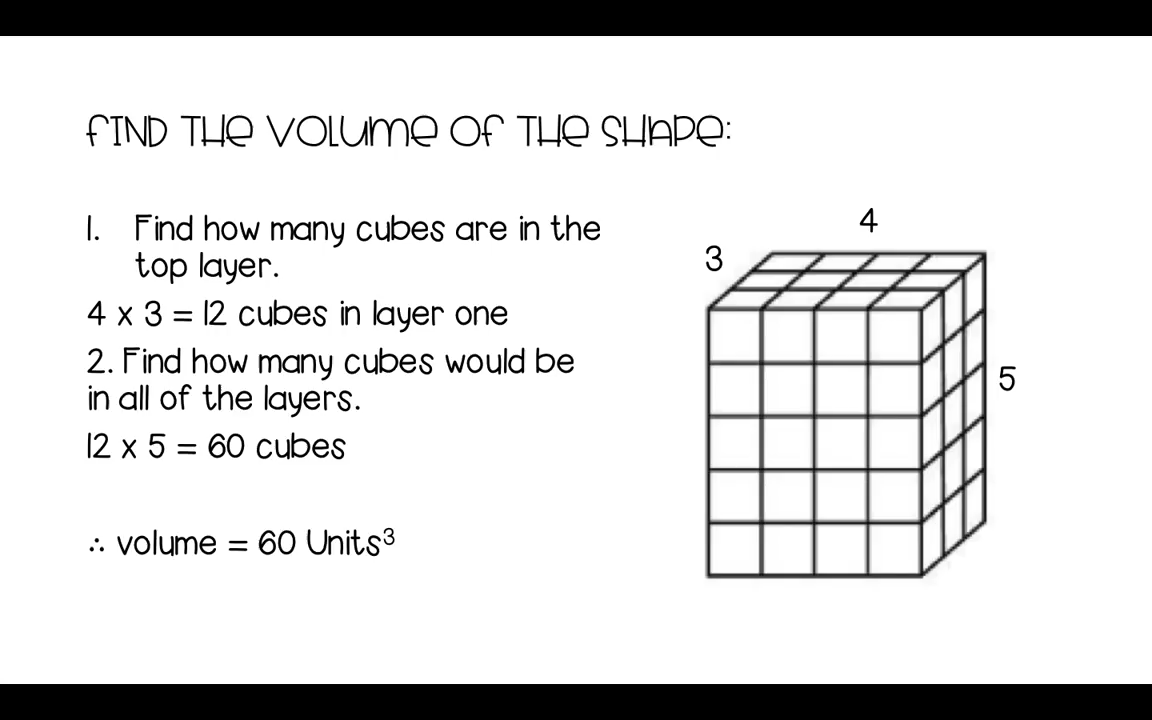 FIND THE VOLUME OF THE SHAPE:
1. Find how many cubes are in the
top layer.
4 x 3 = 12 cubes in layer one
2. Find how many cubes would be
in all of the layers.
12 x 5 = 60 cubes
∴ volume = 60 Units³
4
3
5